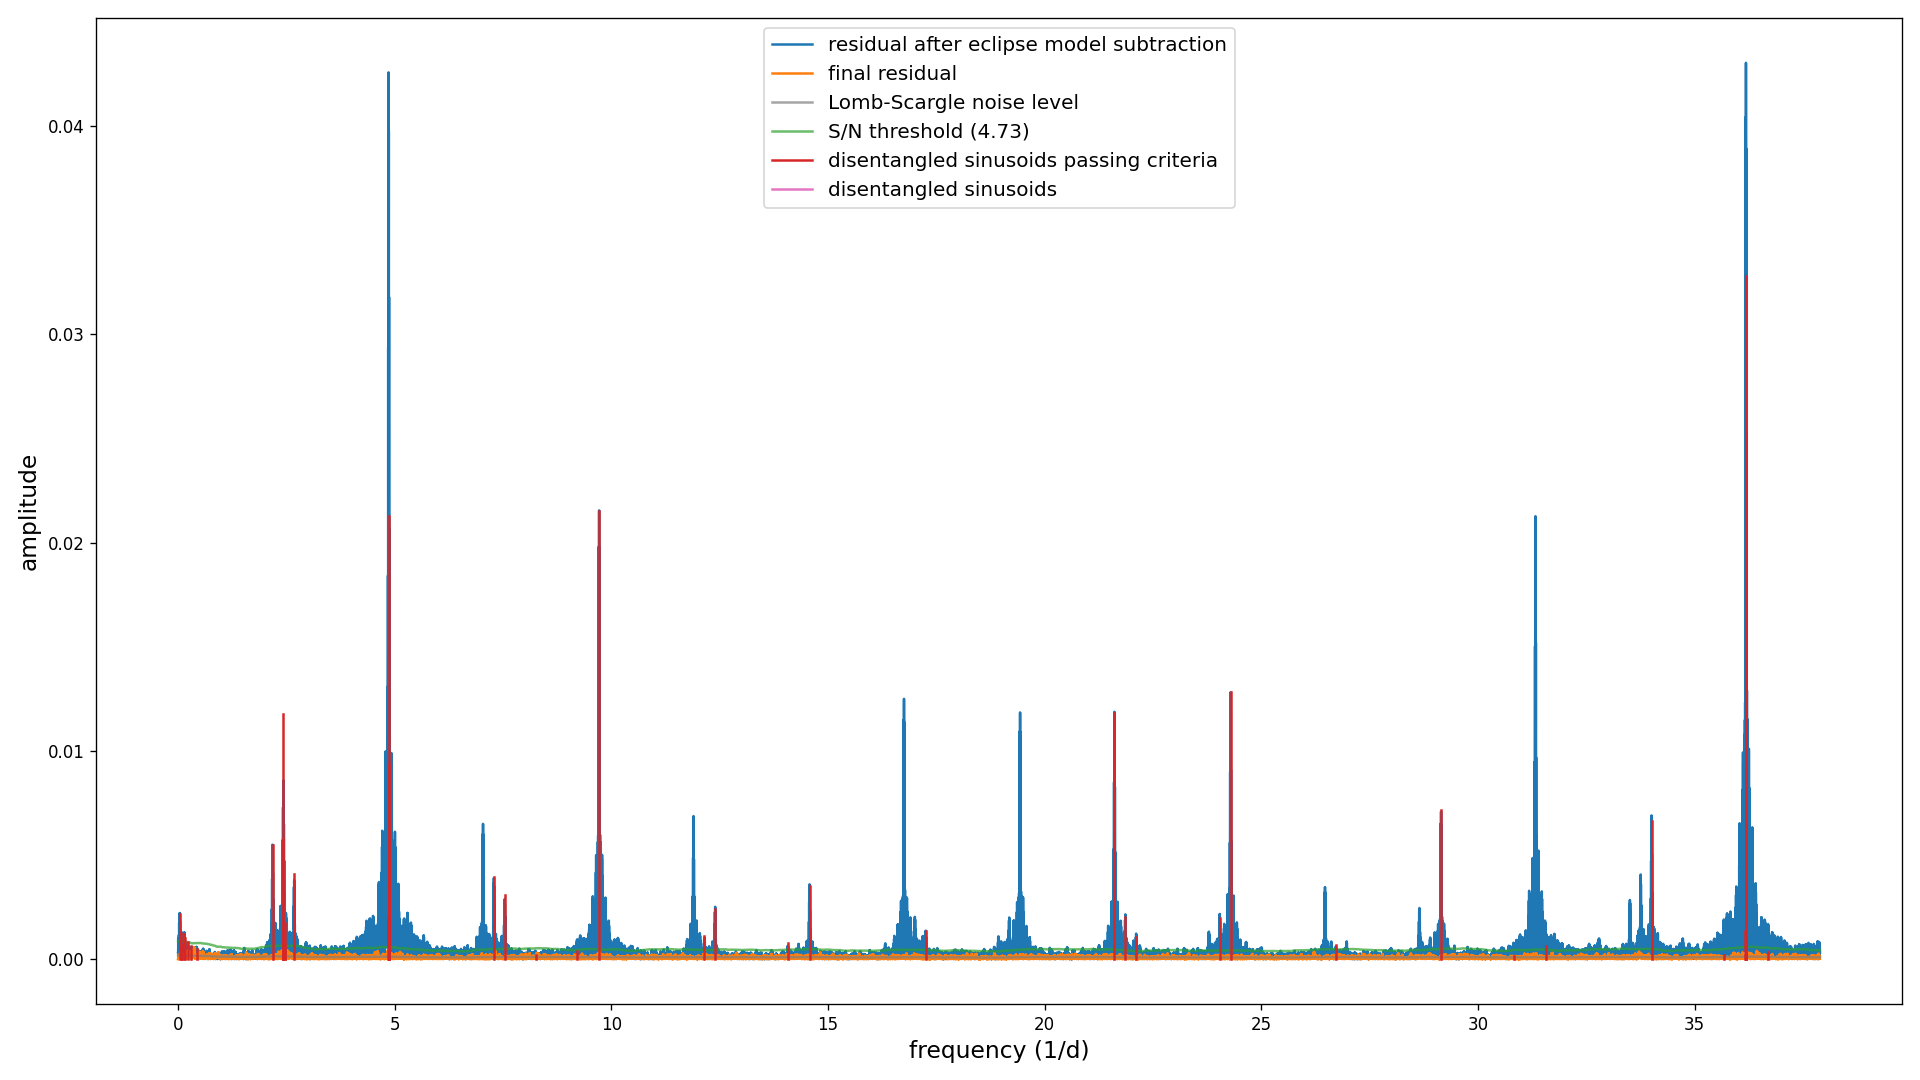 residual after eclipse model subtraction
final residual
Lomb-Scargle noise level
S/N threshold (4.73)
disentangled sinusoids passing criteria
disentangled sinusoids
amplitude
0.04
0.03
0.02
0.01
0.00
0 5 10 15 20 25 30 35
frequency (1/d)